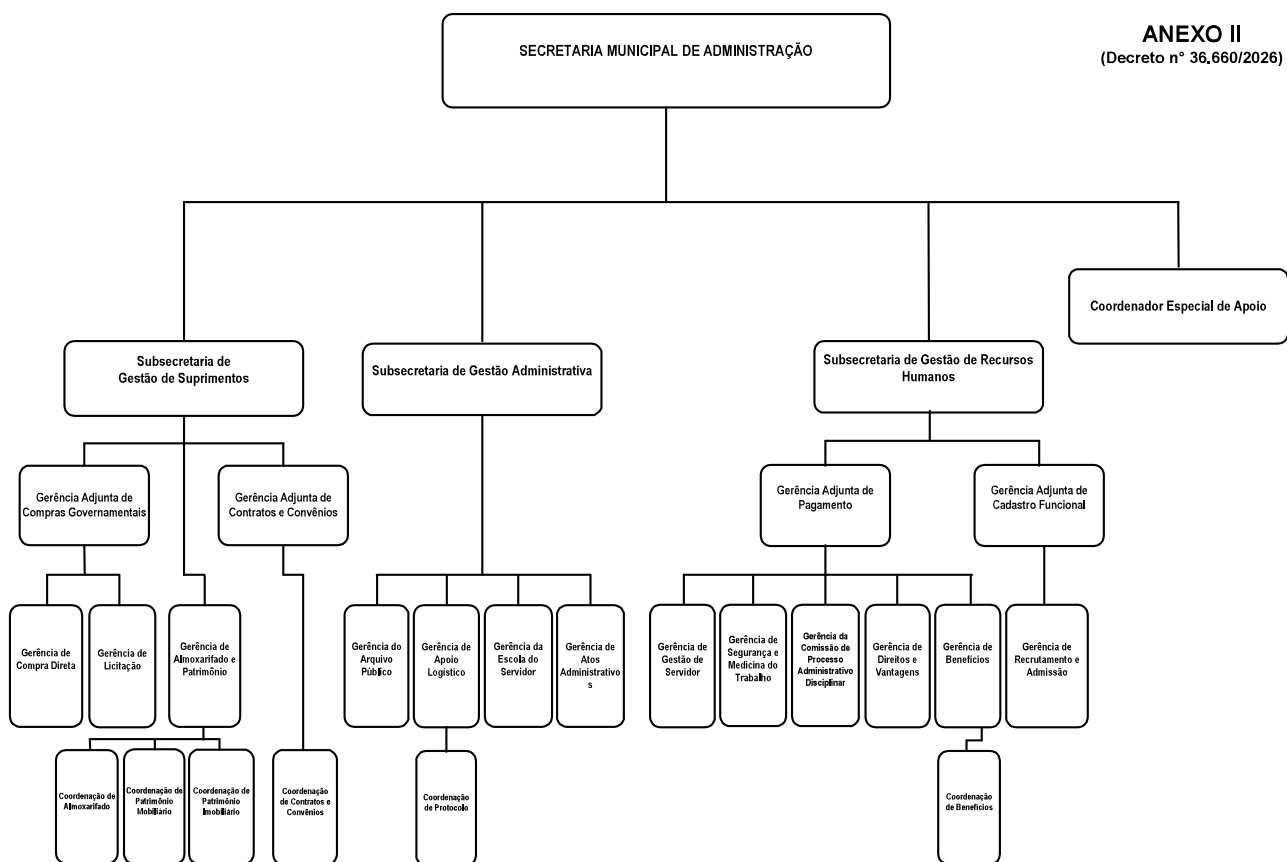 SECRETARIA MUNICIPAL DE ADMINISTRAÇÃO
ANEXO II
(Decreto n° 36.660/2026)
Coordenador Especial de Apoio
Subsecretaria de
Gestão de Suprimentos
Subsecretaria de Gestão Administrativa
Subsecretaria de Gestão de Recursos
Humanos
Gerência Adjunta de
Compras Governamentais
Gerência Adjunta de
Contratos e Convênios
Gerência Adjunta de
Pagamento
Gerência Adjunta de
Cadastro Funcional
Gerência de
Compra Direta
Gerência de
Licitação
Gerência de
Almoxarifado e
Patrimônio
Gerência do
Arquivo
Público
Gerência de
Apoio
Logístico
Gerência da
Escola do
Servidor
Gerência de
Atos
Administrativo
s
Gerência de
Gestão de
Servidor
Gerência de
Segurança e
Medicina do
Trabalho
Gerência da
Comissão de
Processo
Administrativo
Disciplinar
Gerência de
Direitos e
Vantagens
Gerência de
Benefícios
Gerência de
Recrutamento e
Admissão
Coordenação de
Almoxarifado
Coordenação de
Patrimônio
Mobiliário
Coordenação de
Patrimônio
Imobiliário
Coordenação
de Contratos e
Convênios
Coordenação
de Protocolo
Coordenação
de Benefícios